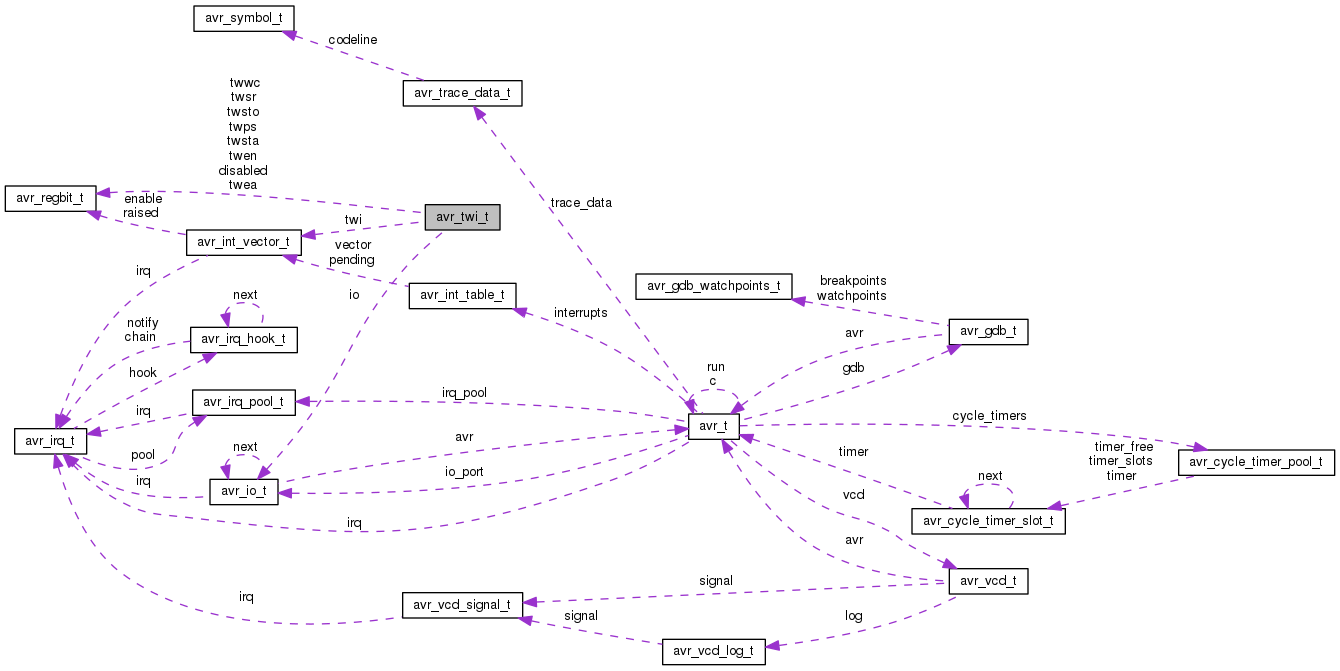 avr_symbol_t
codeline
avr_trace_data_t
twwc
twsr
twsto
twps
twsta
twen
disabled
twea
avr_regbit_t
enable
raised
trace_data
avr_twi_t
twi
avr_int_vector_t
vector
pending
irq
io
avr_int_table_t
avr_gdb_watchpoints_t
breakpoints
watchpoints
next
interrupts
notify
chain
avr_irq_hook_t
avr
avr_gdb_t
run
c
gdb
hook
irq_pool
avr_irq_pool_t
irq
cycle_timers
avr_t
avr_irq_t
avr
next
pool
timer
timer_free
timer_slots
timer
avr_cycle_timer_pool_t
irq
io_port
next
avr_io_t
vcd
irq
avr_cycle_timer_slot_t
avr
signal
avr_vcd_t
irq
avr_vcd_signal_t
signal
log
avr_vcd_log_t